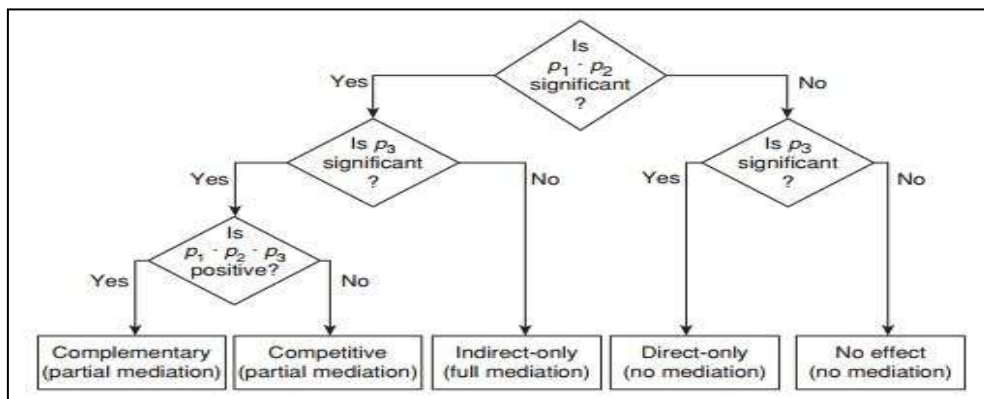 Is
p₁ · p₂
significant
?
Yes
No
Is p₃
significant
?
Is p₃
significant
?
Yes
No
Yes
No
Is
p₁ · p₂ · p₃
positive?
Yes
No
Complementary
(partial mediation)
Competitive
(partial mediation)
Indirect-only
(full mediation)
Direct-only
(no mediation)
No effect
(no mediation)